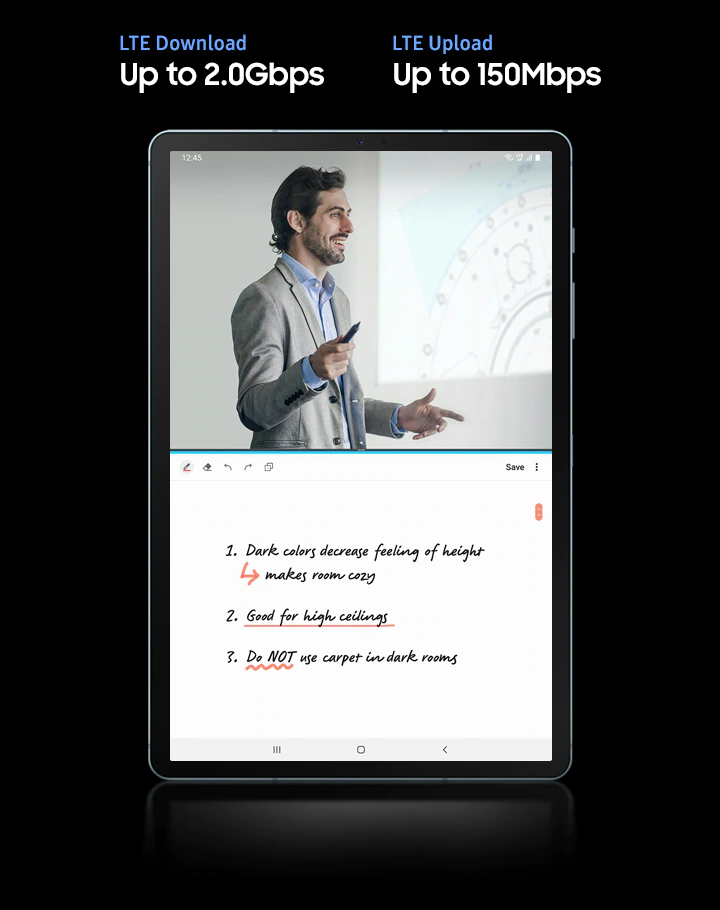 LTE Download
Up to 2.0Gbps
LTE Upload
Up to 150Mbps
12:45
Save
1. Dark colors decrease feeling of height
makes room cozy
2. Good for high ceilings
3. Do NOT use carpet in dark rooms